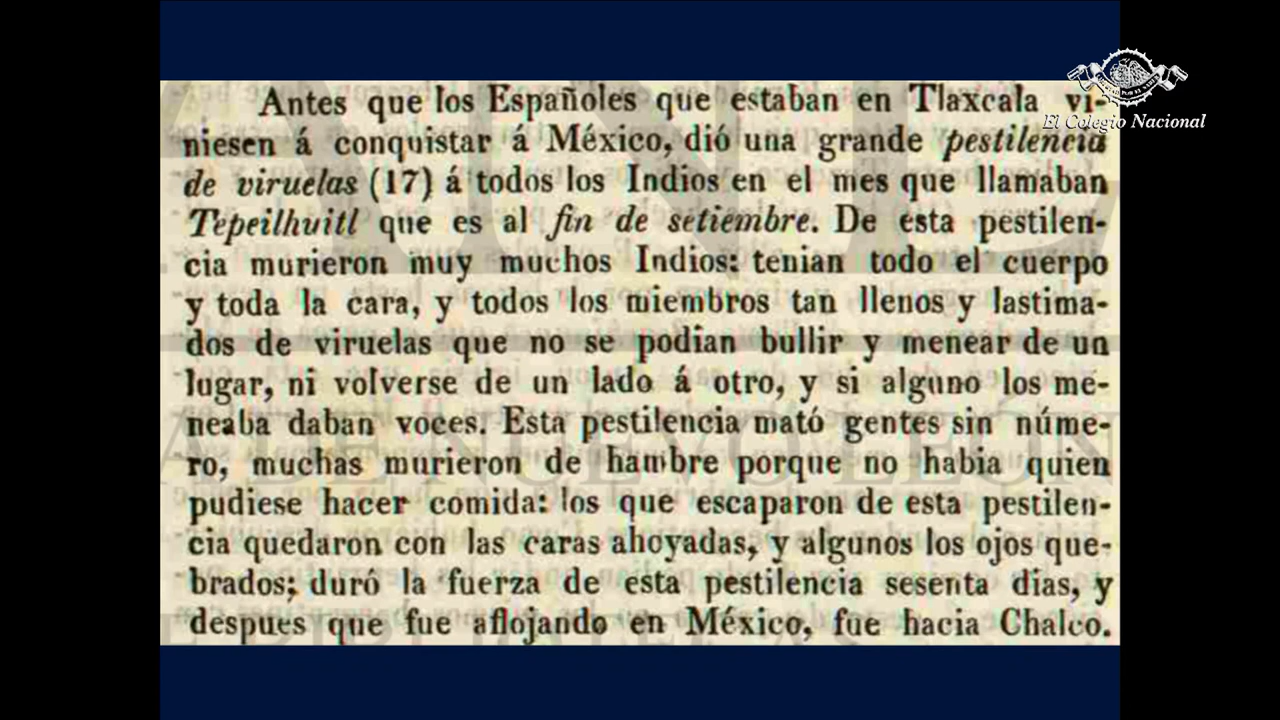 El Colegio Nacional
Antes que los Españoles que estaban en Tlaxcala vi-
niesen á conquistar á México, dió una grande pestilencia
de viruelas (17) á todos los Indios en el mes que llamaban
Tepeilhuitl que es al fin de setiembre. De esta pestilen-
cia murieron muy muchos Indios: tenian todo el cuerpo
y toda la cara, y todos los miembros tan llenos y lastima-
dos de viruelas que no se podian bullir y menear de un
lugar, ni volverse de un lado á otro, y si alguno los me-
neaba daban voces. Esta pestilencia mató gentes sin núme-
ro, muchas murieron de hambre porque no habia quien
pudiese hacer comida: los que escaparon de esta pestilen-
cia quedaron con las caras ahoyadas, y algunos los ojos que-
brados; duró la fuerza de esta pestilencia sesenta dias, y
despues que fue aflojando en México, fue hacia Chalco.